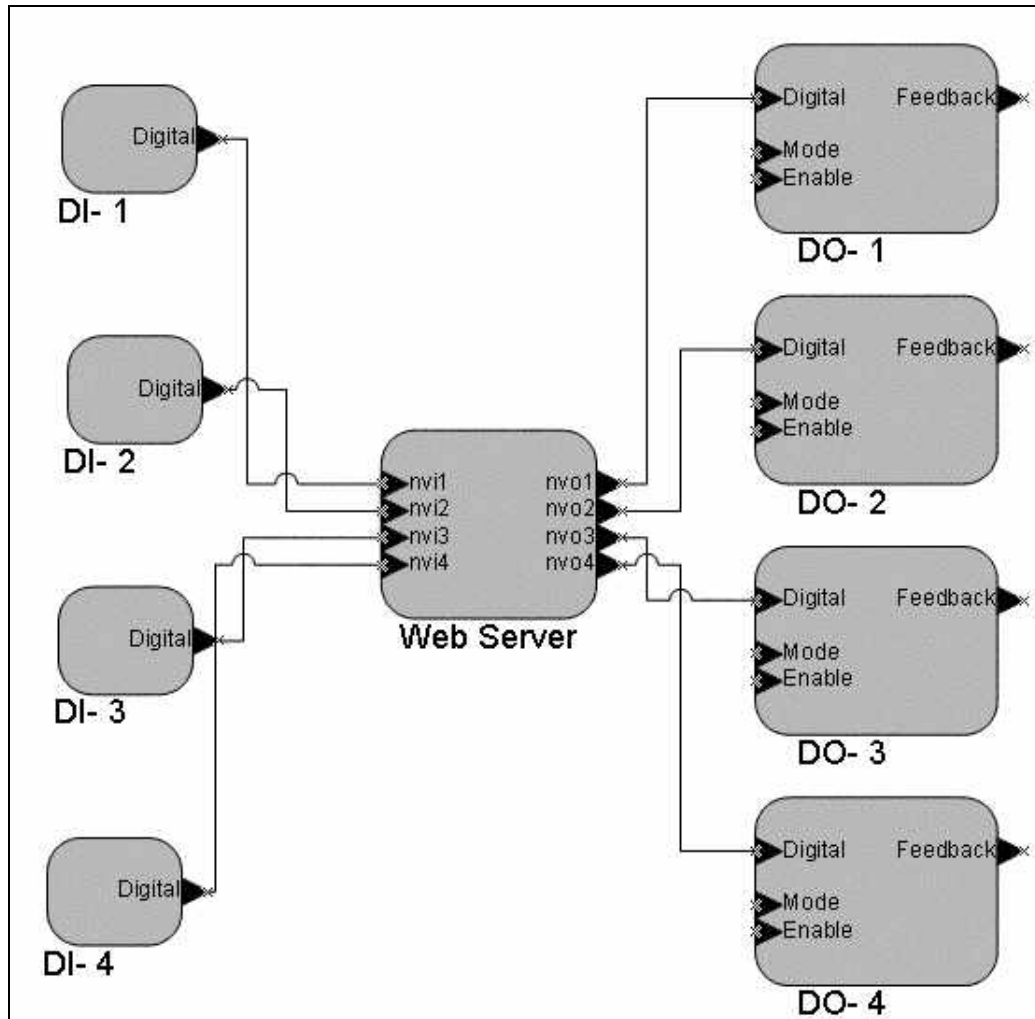 Digital
DI- 1
Digital
DI- 2
Digital
DI- 3
Digital
DI- 4
nvi1 nvo1
nvi2 nvo2
nvi3 nvo3
nvi4 nvo4
Web Server
Digital Feedback
Mode
Enable
DO- 1
Digital Feedback
Mode
Enable
DO- 2
Digital Feedback
Mode
Enable
DO- 3
Digital Feedback
Mode
Enable
DO- 4